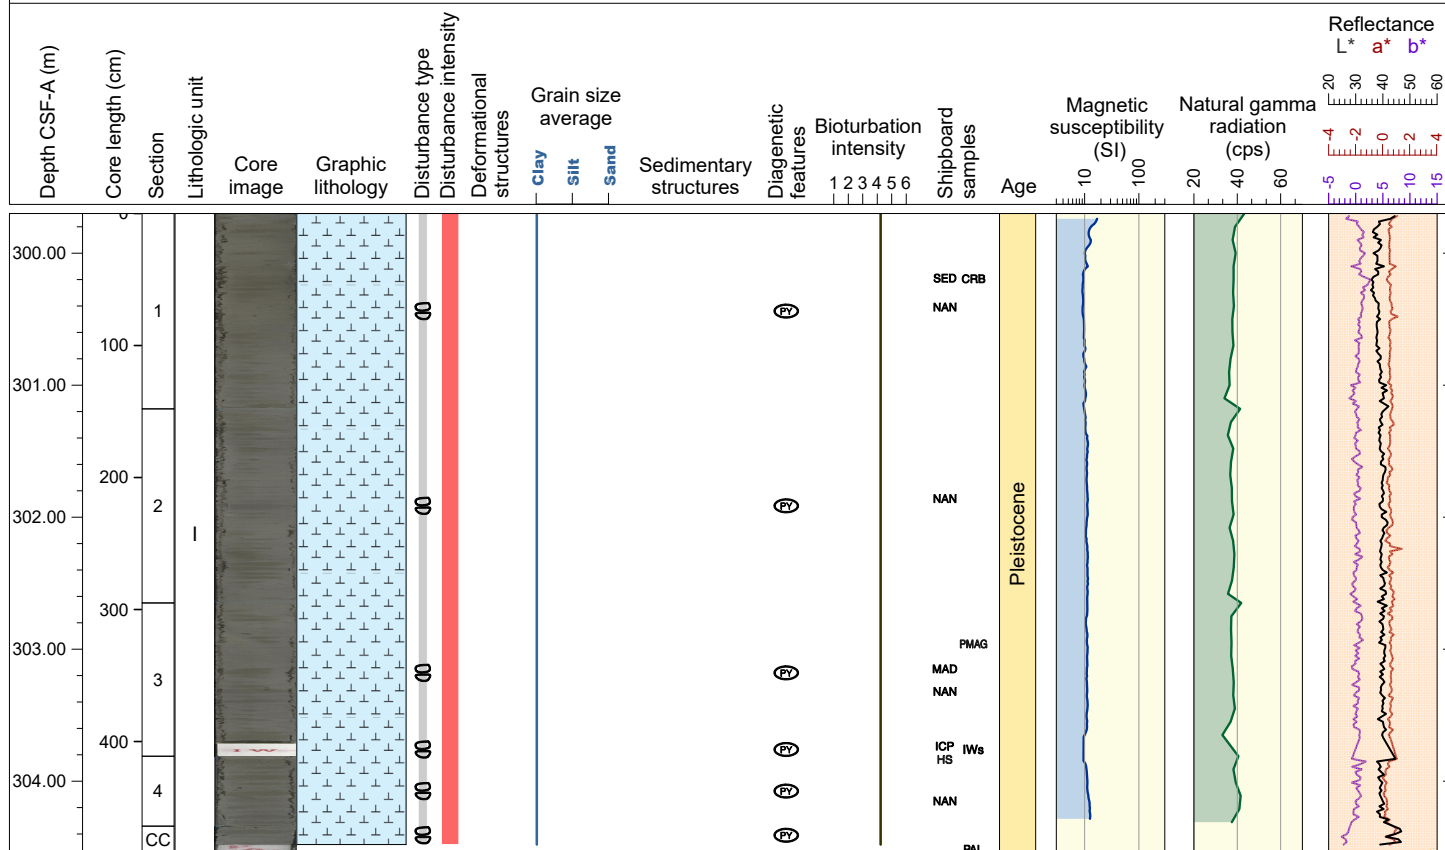 Depth CSF-A (m)
Core length (cm)
Section
Lithologic unit
Core
image
Graphic
lithology
Disturbance type
Disturbance intensity
Deformational
structures
Grain size
average
Clay
Silt
Sand
Sedimentary
structures
Diagenetic
features
Bioturbation
intensity
1 2 3 4 5 6
Shipboard
samples
Age
Magnetic
susceptibility
(SI)
10 100
Natural gamma
radiation
(cps)
20 40 60
Reflectance
L* a* b*
20 30 40 50 60
-4 -2 0 2 4
-5 0 5 10 15
0
300.00
SED CRB
1
PY
NAN
100
301.00
200
2
PY
NAN
302.00
I
Pleistocene
300
303.00
PMAG
3
PY
MAD
NAN
400
I W
PY
ICP IWs
HS
304.00
4
PY
NAN
CC
PY
PAL